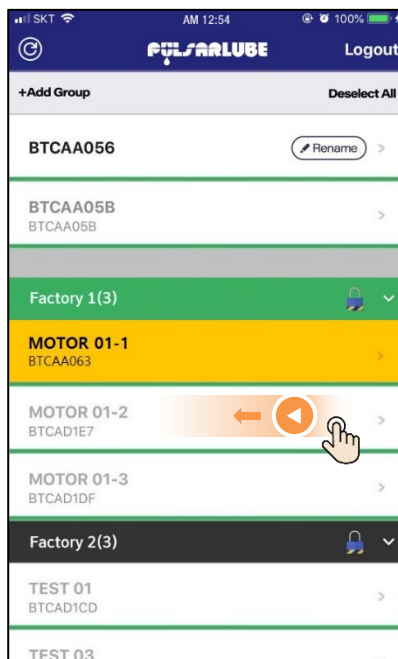 SKT AM 12:54 100%
PULSARLUBE Logout
+Add Group Deselect All
BTCAA056 Rename
BTCAA05B
BTCAA05B
Factory 1(3)
MOTOR 01-1
BTCAA063
MOTOR 01-2
BTCAD1E7
MOTOR 01-3
BTCAD1DF
Factory 2(3)
TEST 01
BTCAD1CD
TEST 03